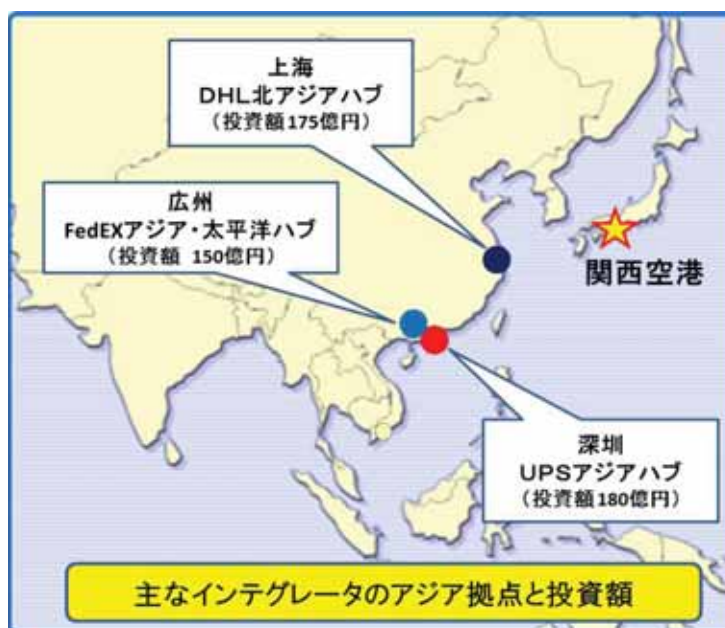 上海
DHL北アジアハブ
(投資額175億円)
広州
FedEXアジア・太平洋ハブ
(投資額 150億円)
関西空港
深圳
UPSアジアハブ
(投資額180億円)
主なインテグレータのアジア拠点と投資額